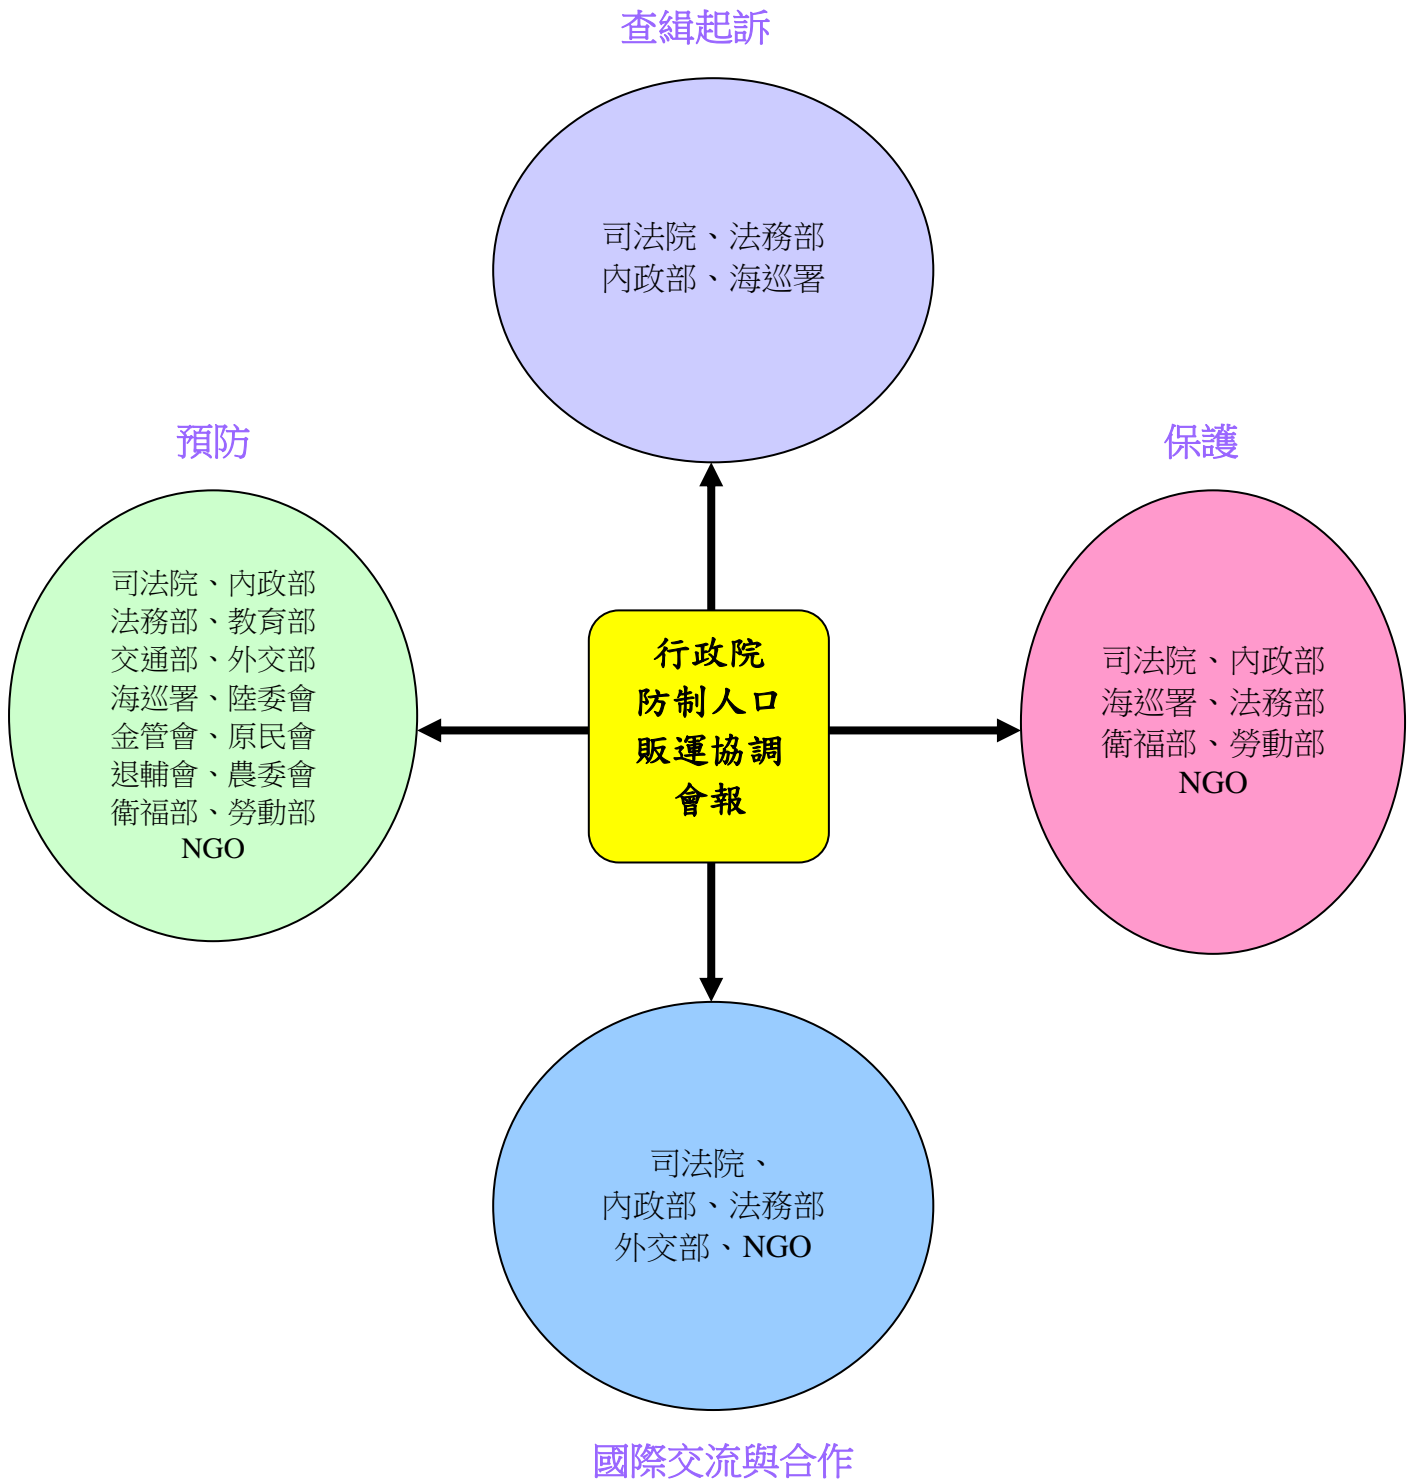 查緝起訴
司法院、法務部
內政部、海巡署
預防
司法院、內政部
法務部、教育部
交通部、外交部
海巡署、陸委會
金管會、原民會
退輔會、農委會
衛福部、勞動部
NGO
行政院
防制人口
販運協調
會報
保護
司法院、內政部
海巡署、法務部
衛福部、勞動部
NGO
司法院、
內政部、法務部
外交部、NGO
國際交流與合作